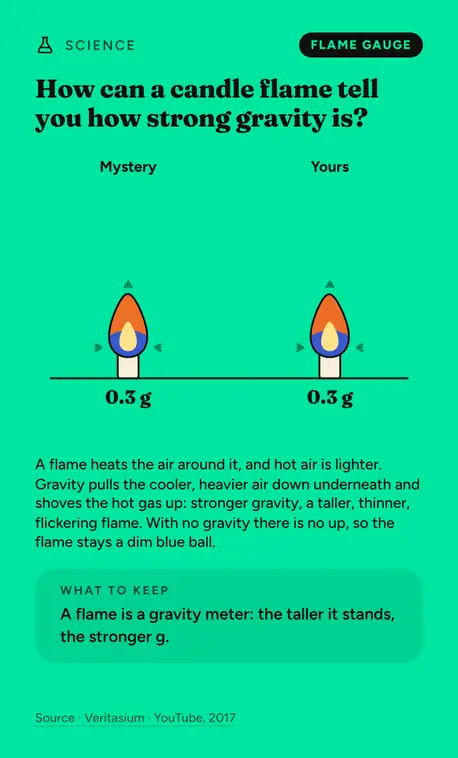 SCIENCE
FLAME GAUGE
How can a candle flame tell
you how strong gravity is?
Mystery
Yours
0.3 g
0.3 g
A flame heats the air around it, and hot air is lighter.
Gravity pulls the cooler, heavier air down underneath and
shoves the hot gas up: stronger gravity, a taller, thinner,
flickering flame. With no gravity there is no up, so the
flame stays a dim blue ball.
WHAT TO KEEP
A flame is a gravity meter: the taller it stands,
the stronger g.
Source · Veritasium · YouTube, 2017